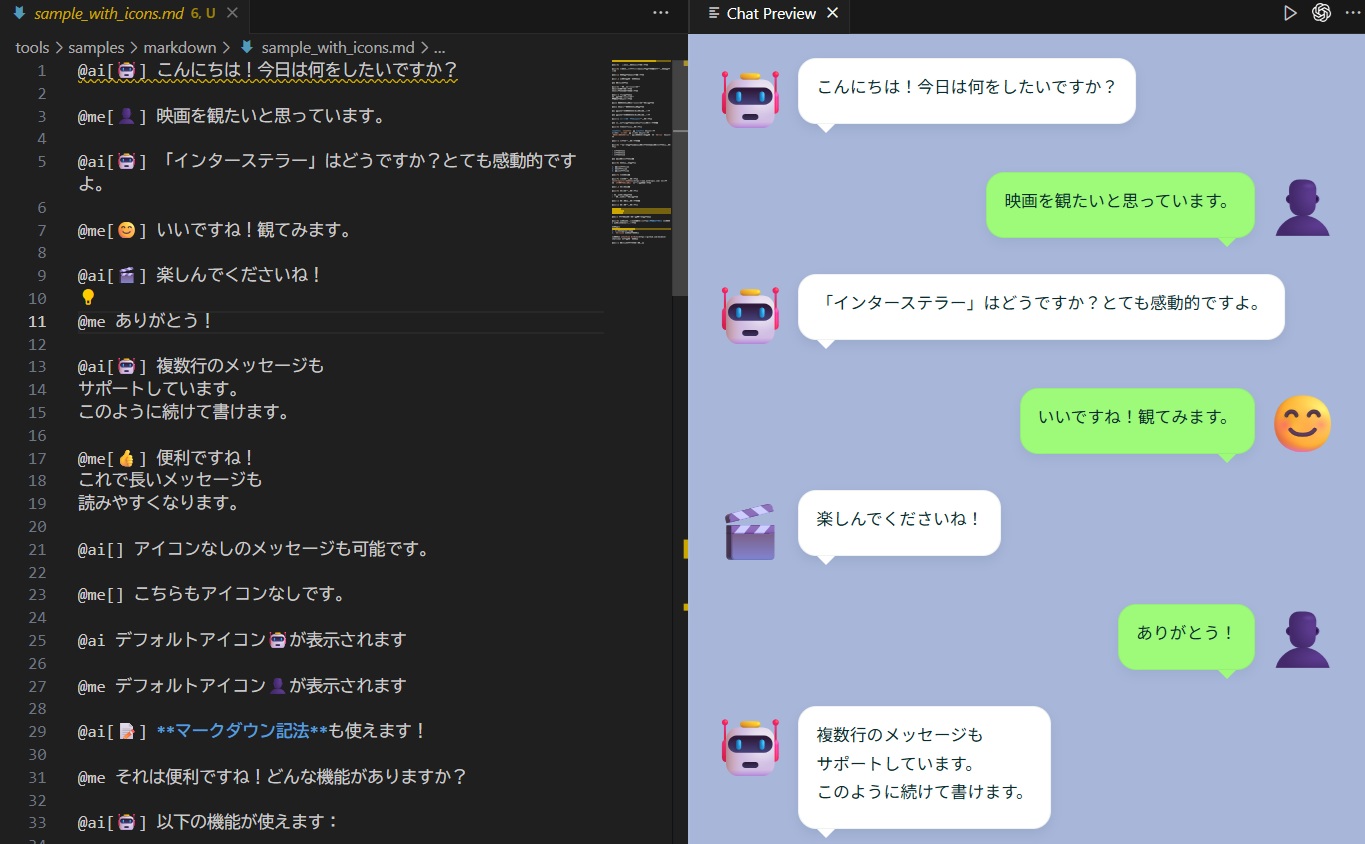 sample_with_icons.md 6, U
tools > samples > markdown > sample_with_icons.md > ...
1 @ai[🤖] こんにちは！今日は何をしたいですか？
2
3 @me[👤] 映画を観たいと思っています。
4
5 @ai[🤖] 「インターステラー」はどうですか？とても感動的です
よ。
6
7 @me[😊] いいですね！観てみます。
8
9 @ai[🎬] 楽しんでくださいね！
10
11 @me ありがとう！
12
13 @ai[🤖] 複数行のメッセージも
14 サポートしています。
15 このように続けて書けます。
16
17 @me[👍] 便利ですね！
18 これで長いメッセージも
19 読みやすくなります。
20
21 @ai[] アイコンなしのメッセージも可能です。
22
23 @me[] こちらもアイコンなしです。
24
25 @ai デフォルトアイコン🤖が表示されます
26
27 @me デフォルトアイコン👤が表示されます
28
29 @ai[📝] **マークダウン記法**も使えます！
30
31 @me それは便利ですね！どんな機能がありますか？
32
33 @ai[🤖] 以下の機能が使えます：
34
Chat Preview
こんにちは！今日は何をしたいですか？
映画を観たいと思っています。
「インターステラー」はどうですか？とても感動的ですよ。
いいですね！観てみます。
楽しんでくださいね！
ありがとう！
複数行のメッセージも
サポートしています。
このように続けて書けます。